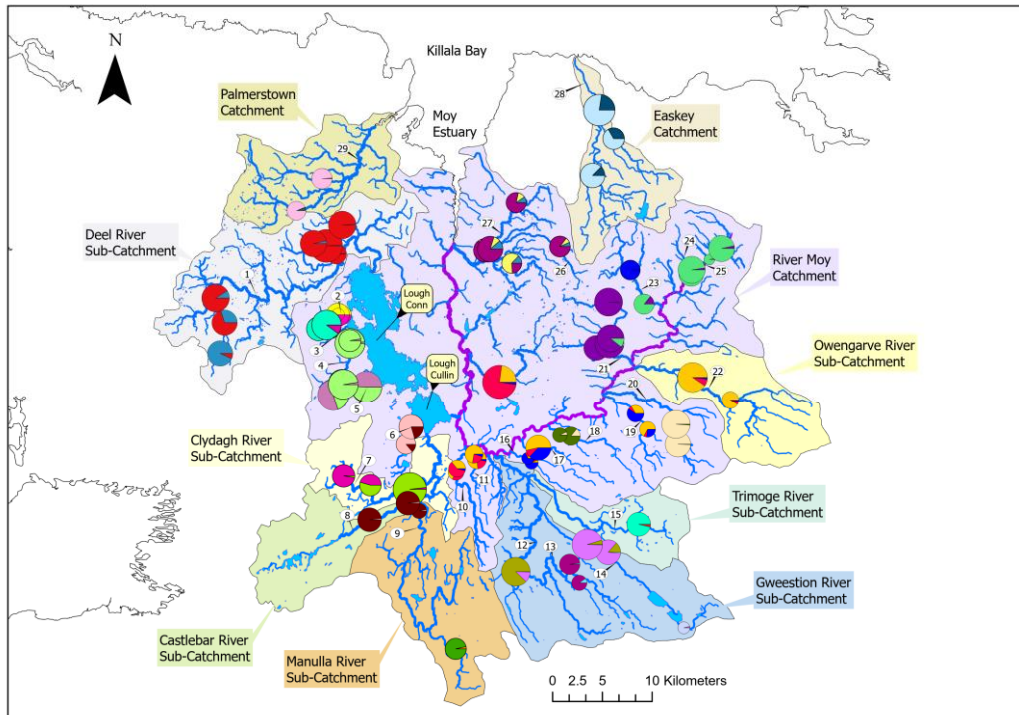 N
Killala Bay
Palmerstown
Catchment
28
Easkey
Catchment
Moy
Estuary
29
Deel River
Sub-Catchment
27
24
1
26
25
River Moy
Catchment
23
Lough
Conn
2
3
4
Lough
Cullin
Owengarve River
Sub-Catchment
21
22
5
20
6
16
18
19
Clydagh River
Sub-Catchment
7
17
11
10
Trimoge River
Sub-Catchment
8
15
9
12
13
14
Gweestion River
Sub-Catchment
Castlebar River
Sub-Catchment
Manulla River
Sub-Catchment
0 2.5 5 10 Kilometers